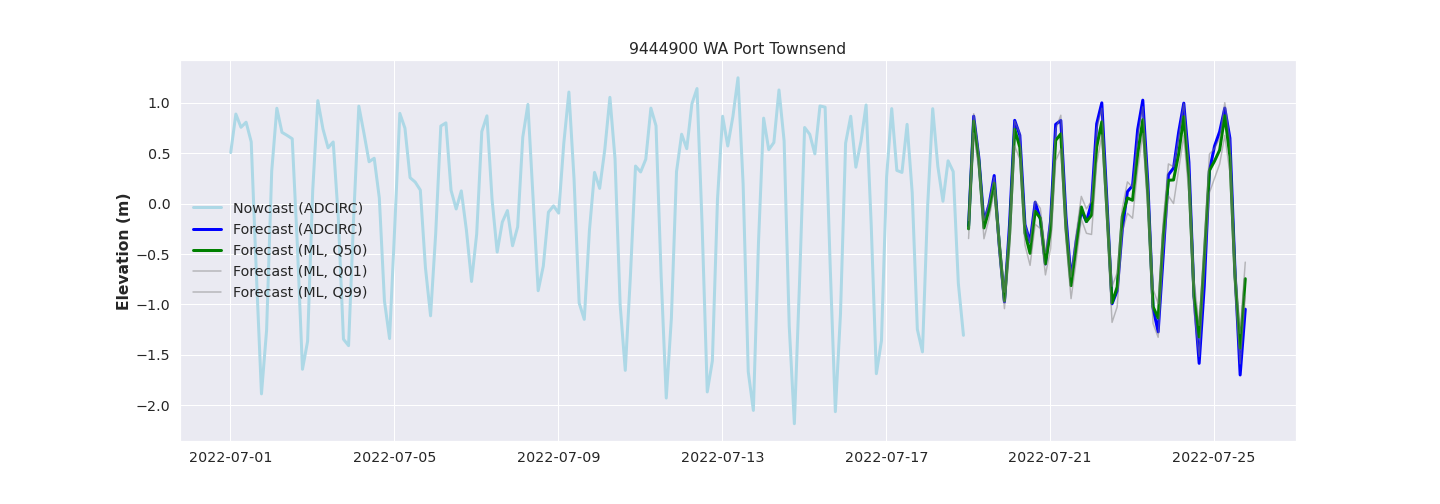 9444900 WA Port Townsend
Elevation (m)
1.0
0.5
0.0
−0.5
−1.0
−1.5
−2.0
Nowcast (ADCIRC)
Forecast (ADCIRC)
Forecast (ML, Q50)
Forecast (ML, Q01)
Forecast (ML, Q99)
2022-07-01 2022-07-05 2022-07-09 2022-07-13 2022-07-17 2022-07-21 2022-07-25